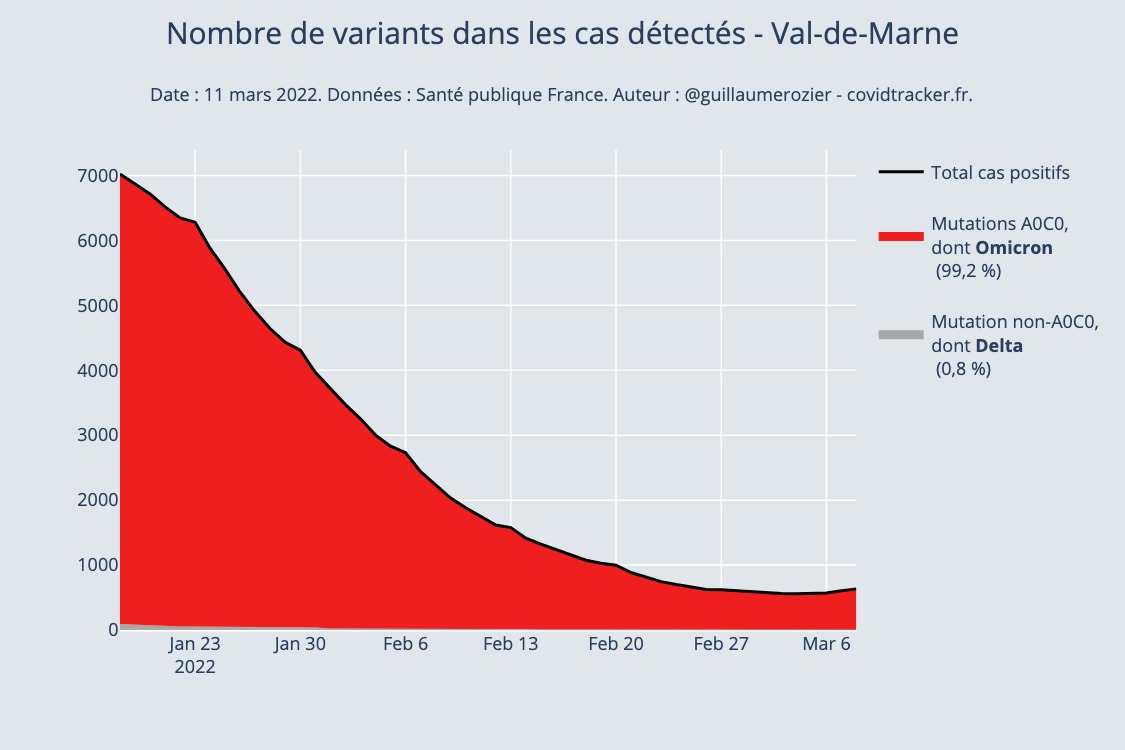 Nombre de variants dans les cas détectés - Val-de-Marne
Date : 11 mars 2022. Données : Santé publique France. Auteur : @guillaumerozier - covidtracker.fr.
7000
6000
5000
4000
3000
2000
1000
0
Jan 23
2022
Jan 30
Feb 6
Feb 13
Feb 20
Feb 27
Mar 6
Total cas positifs
Mutations A0C0,
dont Omicron
(99,2 %)
Mutation non-A0C0,
dont Delta
(0,8 %)